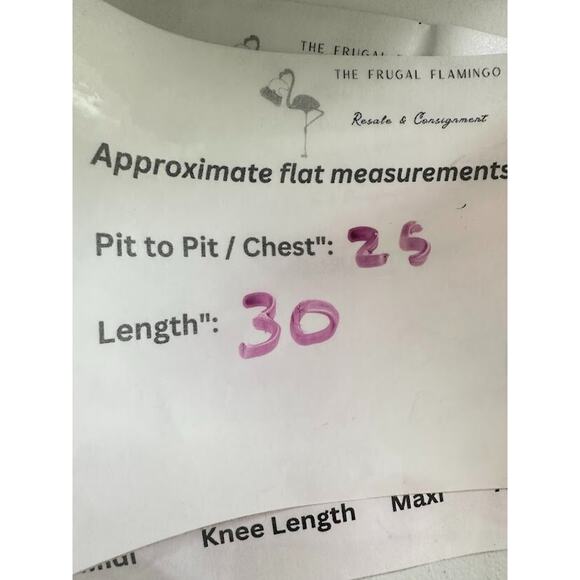 THE FRUGAL
THE FRUGAL FLAMINGO
Resale & Consignment
Approximate flat measurements
Pit to Pit / Chest": 25
Length": 30
Knee Length Maxi